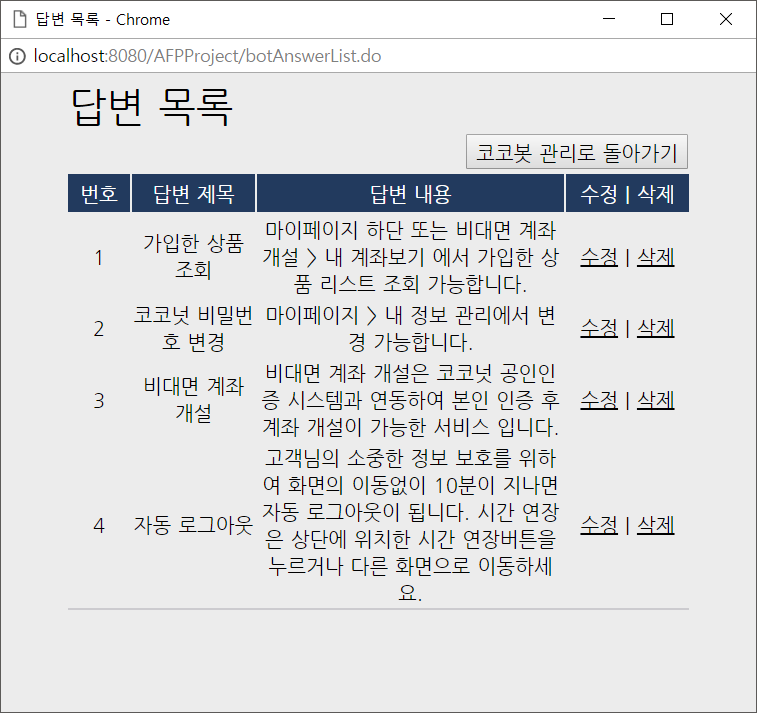 답변 목록 - Chrome
localhost:8080/AFPProject/botAnswerList.do
답변 목록
코코봇 관리로 돌아가기
번호 답변 제목 답변 내용 수정 | 삭제
1 가입한 상품 조회 마이페이지 하단 또는 비대면 계좌
개설 > 내 계좌보기 에서 가입한 상
품 리스트 조회 가능합니다. 수정 | 삭제
2 코코넛 비밀번호 변경 마이페이지 > 내 정보 관리에서 변
경 가능합니다. 수정 | 삭제
3 비대면 계좌 개설 비대면 계좌 개설은 코코넛 공인인
증 시스템과 연동하여 본인 인증 후
계좌 개설이 가능한 서비스 입니다. 수정 | 삭제
4 자동 로그아웃 고객님의 소중한 정보 보호를 위하
여 화면의 이동없이 10분이 지나면
자동 로그아웃이 됩니다. 시간 연장
은 상단에 위치한 시간 연장버튼을
누르거나 다른 화면으로 이동하세
요. 수정 | 삭제